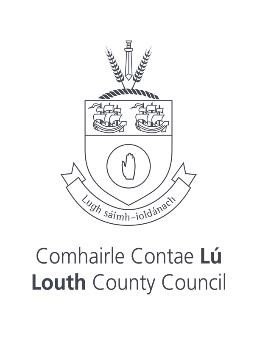 Lugh sáimh-ioldánach
Comhairle Contae Lú
Louth County Council